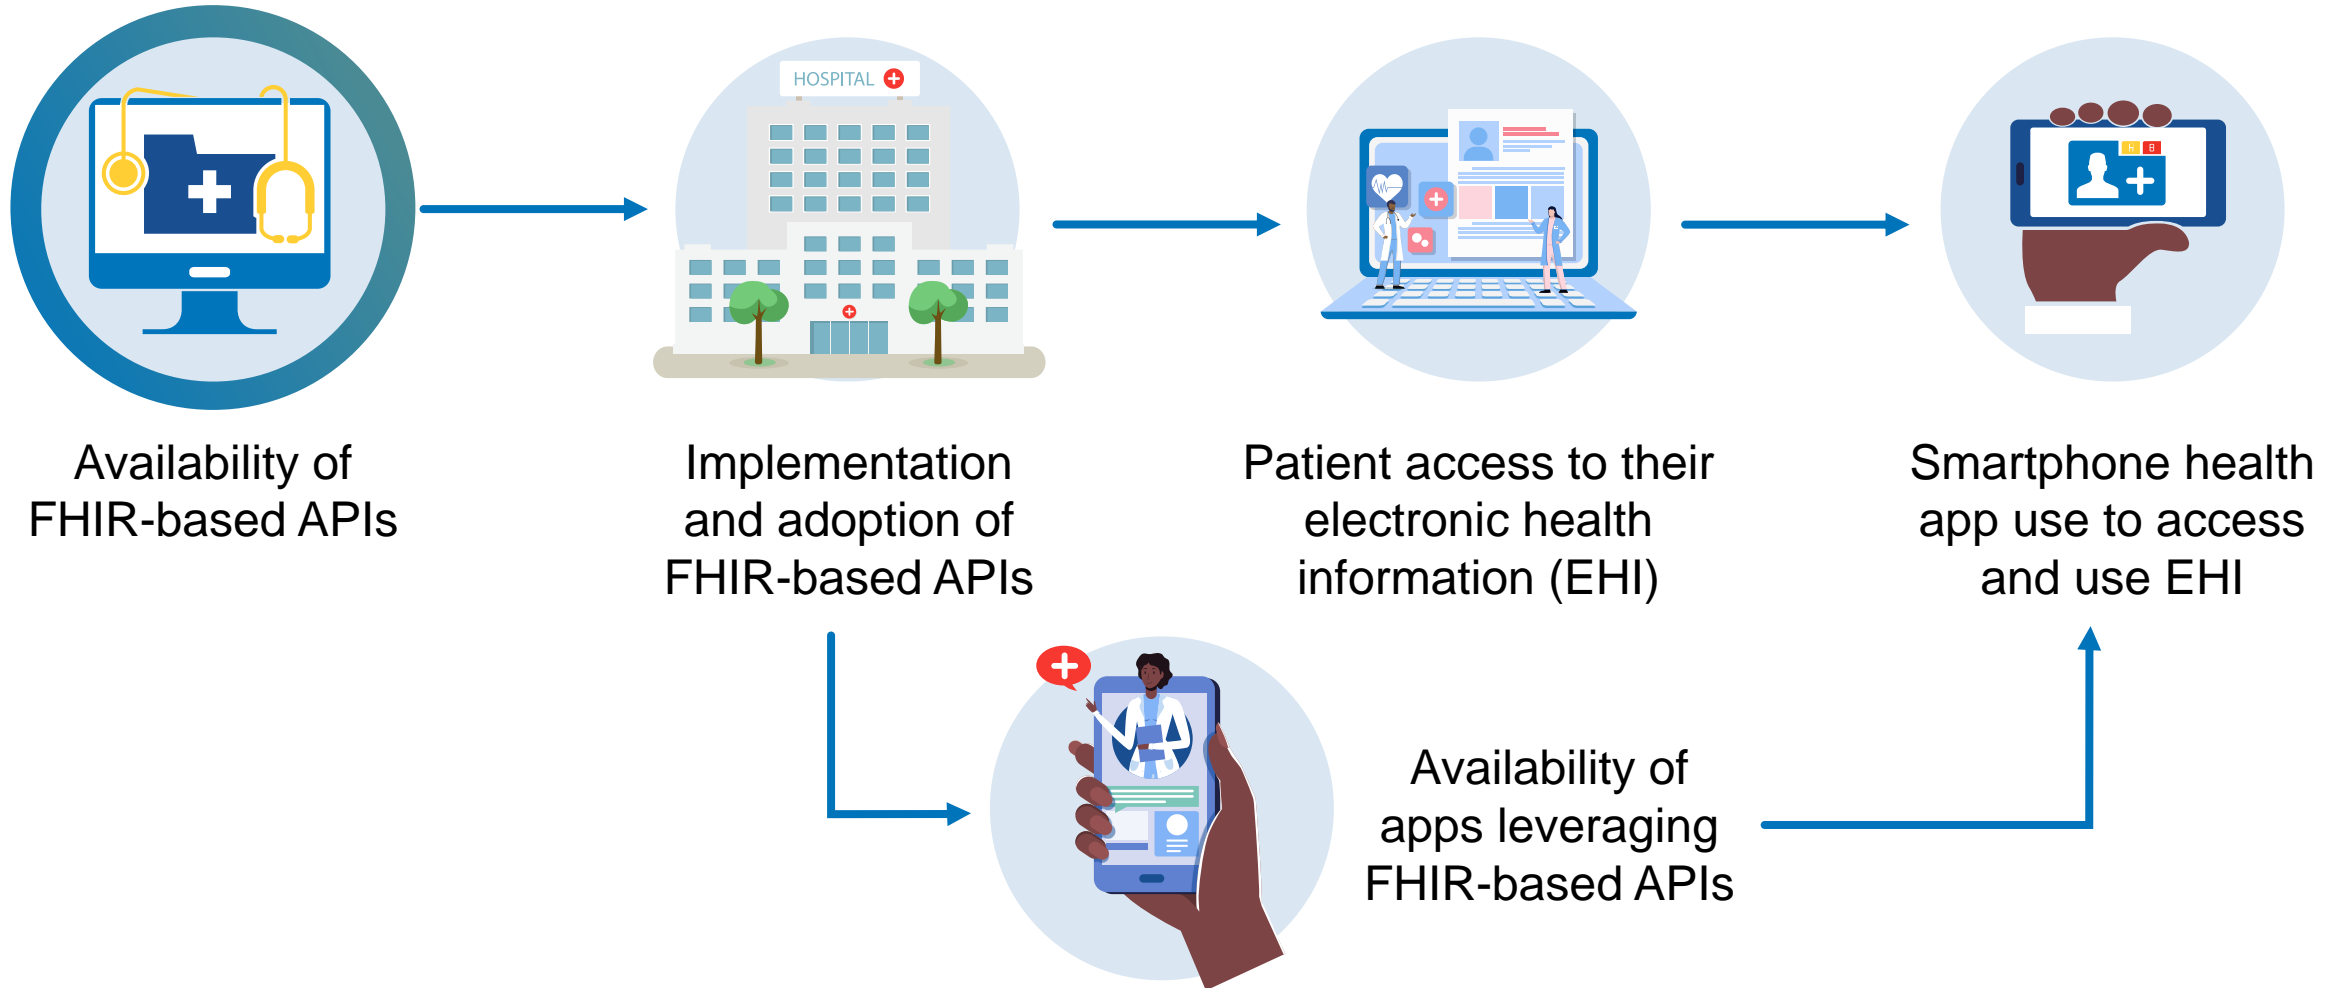 HOSPITAL
Availability of
FHIR-based APIs
Implementation
and adoption of
FHIR-based APIs
Patient access to their
electronic health
information (EHI)
Smartphone health
app use to access
and use EHI
Availability of
apps leveraging
FHIR-based APIs